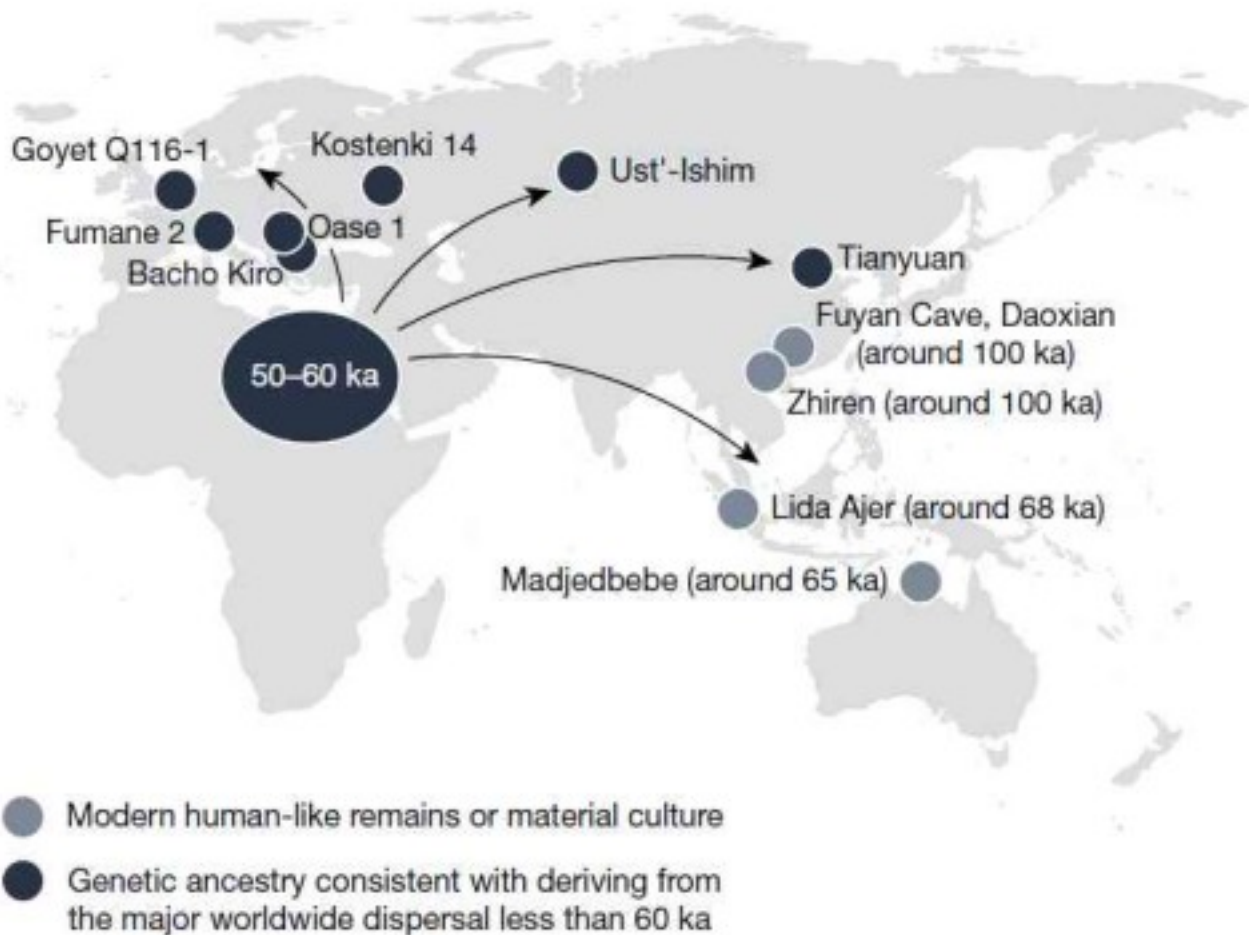 Goyet Q116-1
Kostenki 14
Ust'-Ishim
Fumane 2
Oase 1
Bacho Kiro
Tianyuan
Fuyan Cave, Daoxian
(around 100 ka)
50–60 ka
Zhiren (around 100 ka)
Lida Ajer (around 68 ka)
Madjedbebe (around 65 ka)
Modern human-like remains or material culture
Genetic ancestry consistent with deriving from
the major worldwide dispersal less than 60 ka